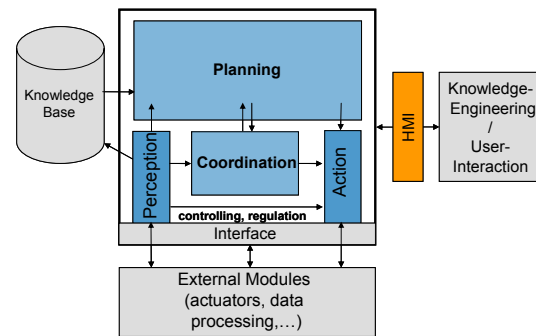 Planning
Knowledge
Base
Perception
Coordination
Action
controlling, regulation
Interface
External Modules
(actuators, data
processing,…)
HMI
Knowledge-
Engineering
/
User-
Interaction